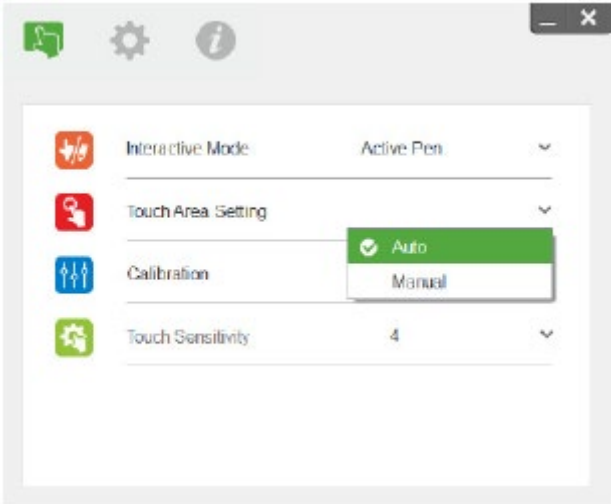 Interactive Mode Active Pen
Touch Area Setting
Auto
Calibration
Manual
Touch Sensitivity 4